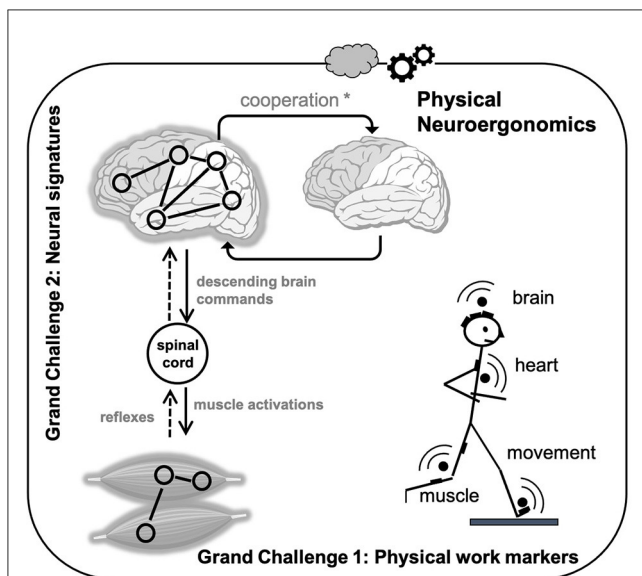 cooperation *
Physical
Neuroergonomics
Grand Challenge 2: Neural signatures
descending brain
commands
spinal
cord
reflexes
muscle activations
brain
heart
movement
muscle
Grand Challenge 1: Physical work markers